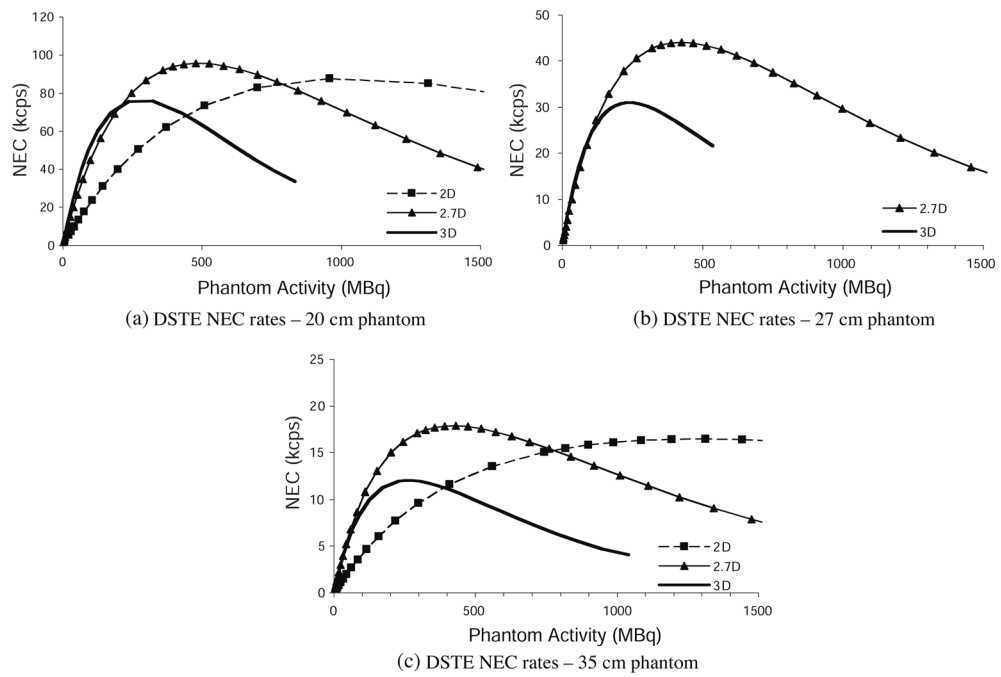 120
100
80
60
40
20
0
NEC (kcps)
0 500 1000 1500
Phantom Activity (MBq)
2D
2.7D
3D
(a) DSTE NEC rates – 20 cm phantom
50
40
30
20
10
0
NEC (kcps)
0 500 1000 1500
Phantom Activity (MBq)
2.7D
3D
(b) DSTE NEC rates – 27 cm phantom
25
20
15
10
5
0
NEC (kcps)
0 500 1000 1500
Phantom Activity (MBq)
2D
2.7D
3D
(c) DSTE NEC rates – 35 cm phantom